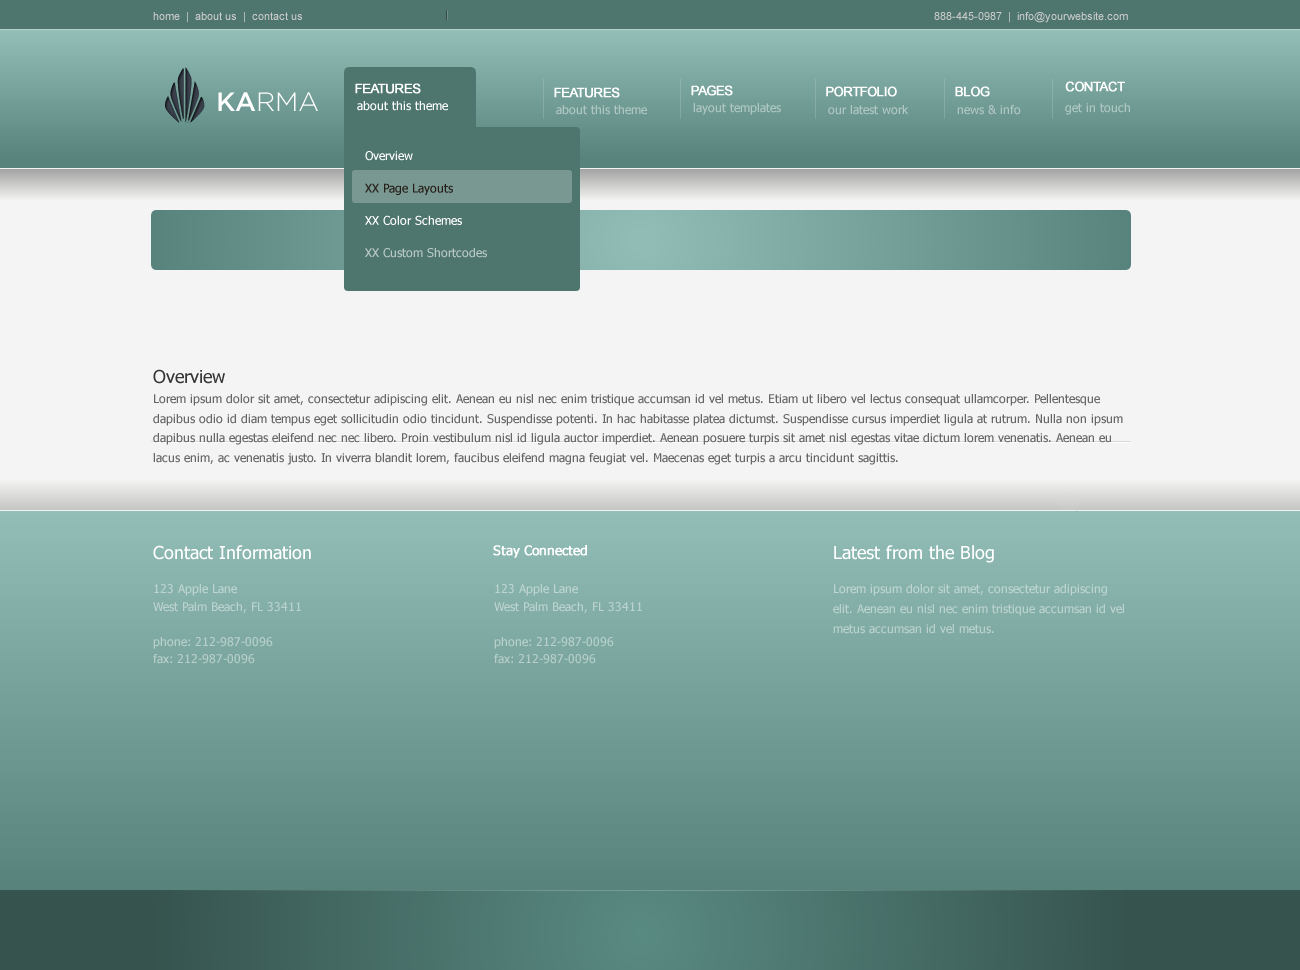 home | about us | contact us
888-445-0987 | info@yourwebsite.com
KARMA
FEATURES
about this theme
FEATURES
about this theme
PAGES
layout templates
PORTFOLIO
our latest work
BLOG
news & info
CONTACT
get in touch
Overview
XX Page Layouts
XX Color Schemes
XX Custom Shortcodes
Overview
Lorem ipsum dolor sit amet, consectetur adipiscing elit. Aenean eu nisl nec enim tristique accumsan id vel metus. Etiam ut libero vel lectus consequat ullamcorper. Pellentesque
dapibus odio id diam tempus eget sollicitudin odio tincidunt. Suspendisse potenti. In hac habitasse platea dictumst. Suspendisse cursus imperdiet ligula at rutrum. Nulla non ipsum
dapibus nulla egestas eleifend nec nec libero. Proin vestibulum nisl id ligula auctor imperdiet. Aenean posuere turpis sit amet nisl egestas vitae dictum lorem venenatis. Aenean eu
lacus enim, ac venenatis justo. In viverra blandit lorem, faucibus eleifend magna feugiat vel. Maecenas eget turpis a arcu tincidunt sagittis.
Contact Information
123 Apple Lane
West Palm Beach, FL 33411
phone: 212-987-0096
fax: 212-987-0096
Stay Connected
123 Apple Lane
West Palm Beach, FL 33411
phone: 212-987-0096
fax: 212-987-0096
Latest from the Blog
Lorem ipsum dolor sit amet, consectetur adipiscing
elit. Aenean eu nisl nec enim tristique accumsan id vel
metus accumsan id vel metus.